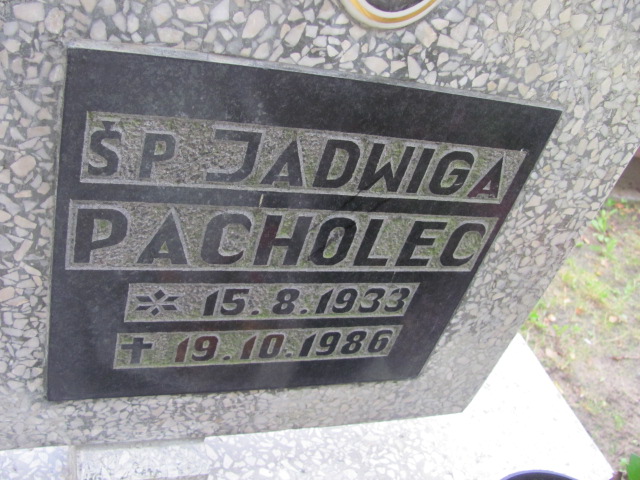 ŚP JADWIGA
PACHOLEC
* 15.8.1933
✝ 19.10.1986